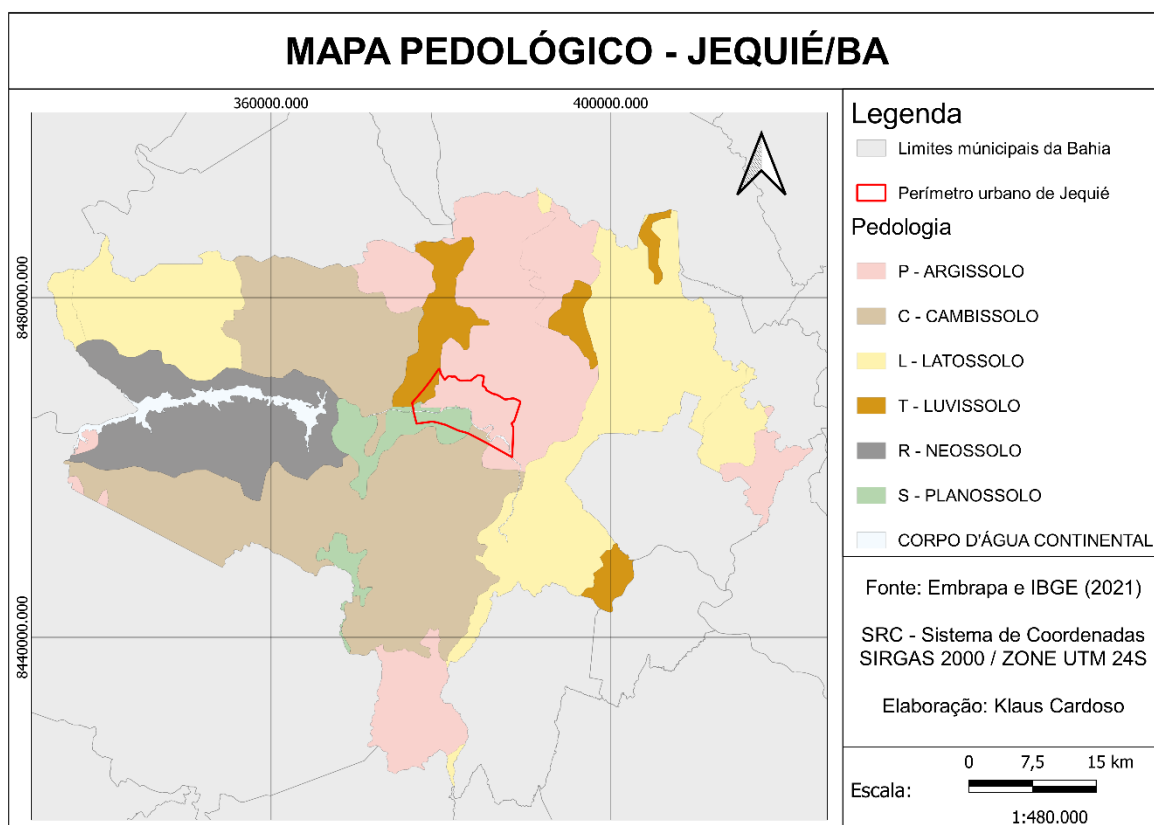 MAPA PEDOLÓGICO - JEQUIÉ/BA
360000.000
400000.000
8480000.000
8440000.000
Legenda
Limites múnicipais da Bahia
Perímetro urbano de Jequié
Pedologia
P - ARGISSOLO
C - CAMBISSOLO
L - LATOSSOLO
T - LUVISSOLO
R - NEOSSOLO
S - PLANOSSOLO
CORPO D'ÁGUA CONTINENTAL
Fonte: Embrapa e IBGE (2021)
SRC - Sistema de Coordenadas
SIRGAS 2000 / ZONE UTM 24S
Elaboração: Klaus Cardoso
Escala:
0 7,5 15 km
1:480.000